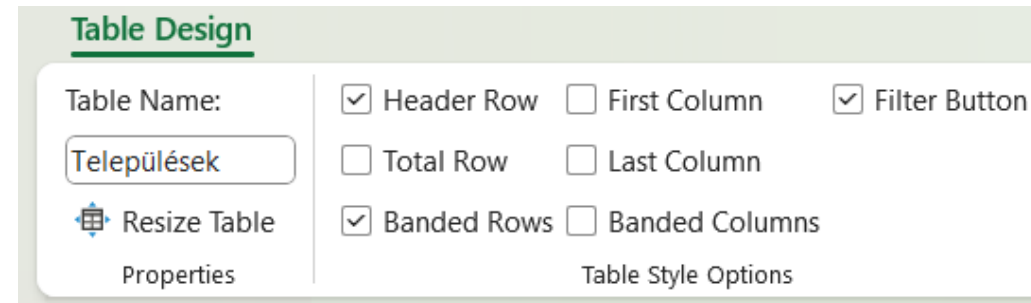 Table Design
Table Name:
Települések
Resize Table
Properties
Header Row
First Column
Filter Button
Total Row
Last Column
Banded Rows
Banded Columns
Table Style Options